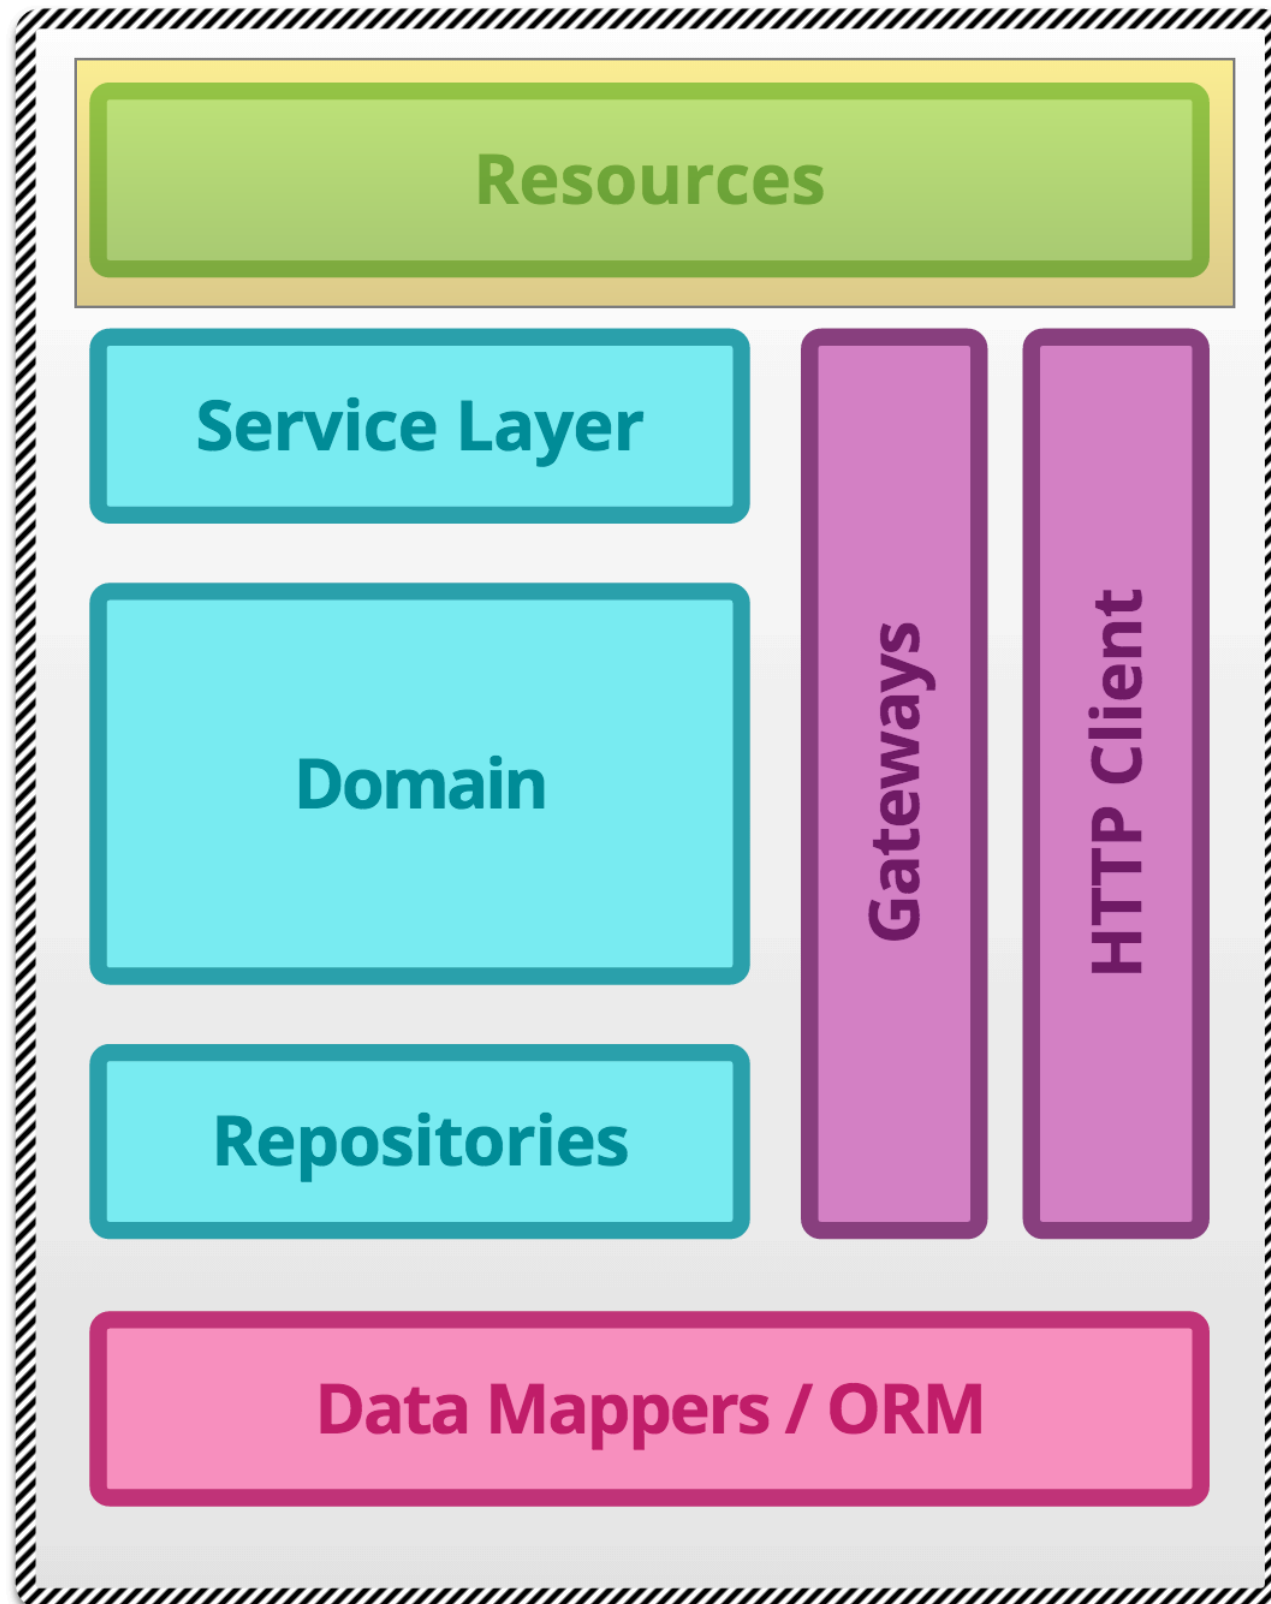 Resources
Service Layer
Domain
Repositories
Gateways
HTTP Client
Data Mappers / ORM